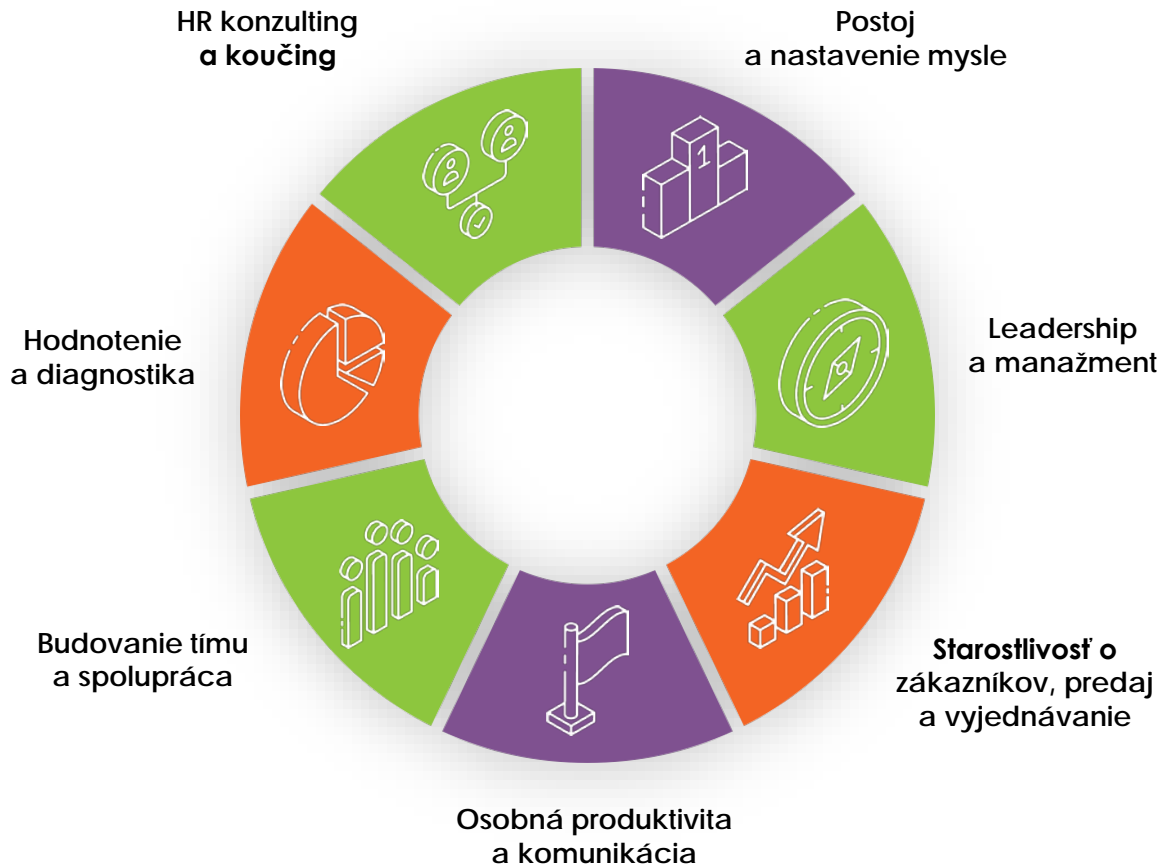 HR konzulting
a koučing
Postoj
a nastavenie mysle
1
Hodnotenie
a diagnostika
Leadership
a manažment
Budovanie tímu
a spolupráca
Starostlivosť o
zákazníkov, predaj
a vyjednávanie
Osobná produktivita
a komunikácia